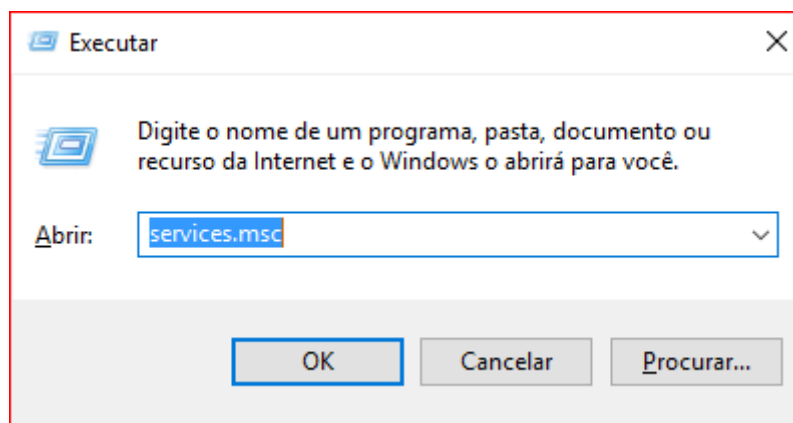 Executar
Digite o nome de um programa, pasta, documento ou
recurso da Internet e o Windows o abrirá para você.
Abrir: services.msc
OK Cancelar Procurar...